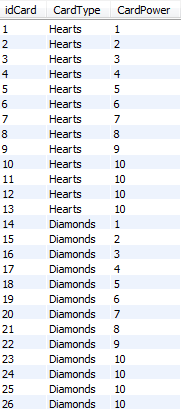 idCard CardType CardPower
1 Hearts 1
2 Hearts 2
3 Hearts 3
4 Hearts 4
5 Hearts 5
6 Hearts 6
7 Hearts 7
8 Hearts 8
9 Hearts 9
10 Hearts 10
11 Hearts 10
12 Hearts 10
13 Hearts 10
14 Diamonds 1
15 Diamonds 2
16 Diamonds 3
17 Diamonds 4
18 Diamonds 5
19 Diamonds 6
20 Diamonds 7
21 Diamonds 8
22 Diamonds 9
23 Diamonds 10
24 Diamonds 10
25 Diamonds 10
26 Diamonds 10